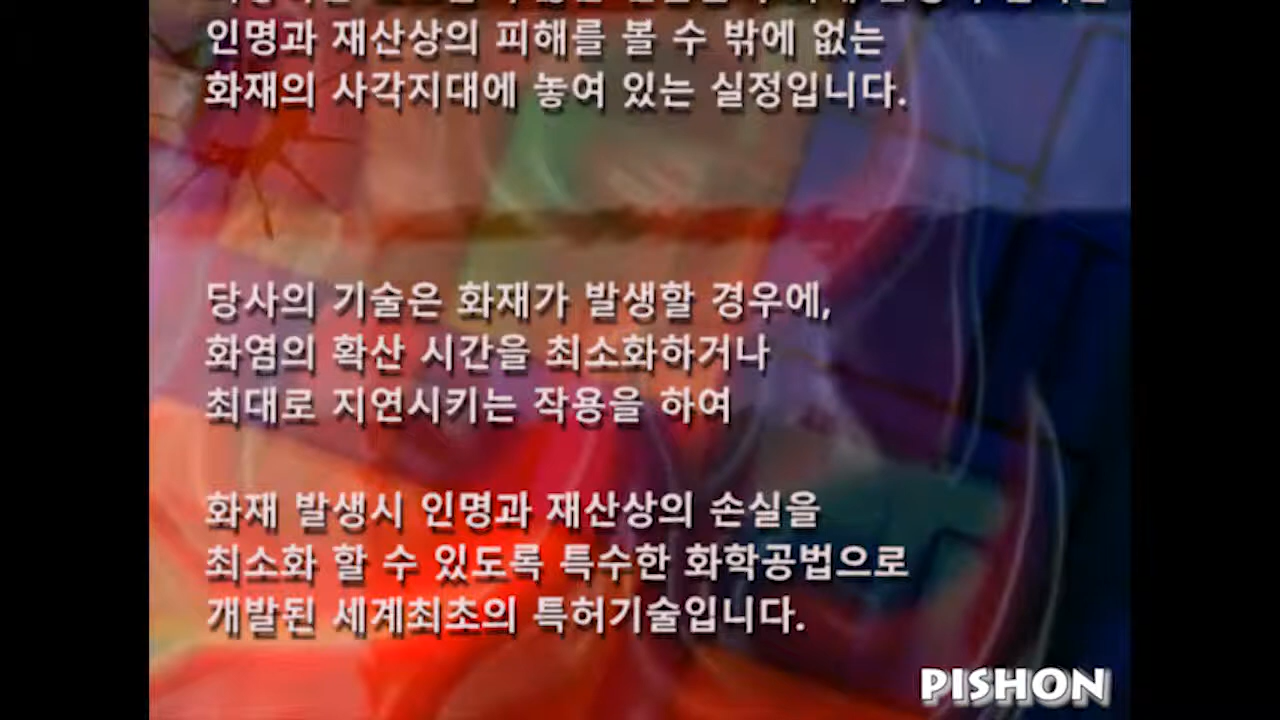 인명과 재산상의 피해를 볼 수 밖에 없는
화재의 사각지대에 놓여 있는 실정입니다.
당사의 기술은 화재가 발생할 경우에,
화염의 확산 시간을 최소화하거나
최대로 지연시키는 작용을 하여
화재 발생시 인명과 재산상의 손실을
최소화 할 수 있도록 특수한 화학공법으로
개발된 세계최초의 특허기술입니다.
PISHON